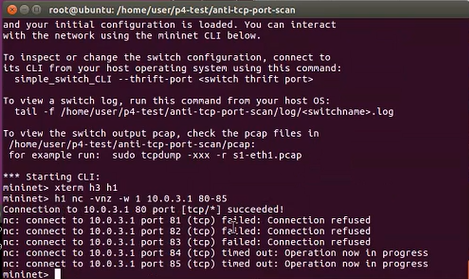 root@ubuntu: /home/user/p4-test/anti-tcp-port-scan
and your initial configuration is loaded. You can interact
with the network using the mininet CLI below.
To inspect or change the switch configuration, connect to
its CLI from your host operating system using this command:
simple_switch_CLI --thrift-port <switch thrift port>
To view a switch log, run this command from your host OS:
tail -f /home/user/p4-test/anti-tcp-port-scan/log/<switchname>.log
To view the switch output pcap, check the pcap files in
/home/user/p4-test/anti-tcp-port-scan/pcap:
for example run: sudo tcpdump -xxx -r s1-eth1.pcap
*** Starting CLI:
mininet> xterm h3 h1
mininet> h1 nc -vnz -w 1 10.0.3.1 80-85
Connection to 10.0.3.1 80 port [tcp/*] succeeded!
nc: connect to 10.0.3.1 port 81 (tcp) failed: Connection refused
nc: connect to 10.0.3.1 port 82 (tcp) failed: Connection refused
nc: connect to 10.0.3.1 port 83 (tcp) failed: Connection refused
nc: connect to 10.0.3.1 port 84 (tcp) timed out: Operation now in progress
nc: connect to 10.0.3.1 port 85 (tcp) timed out: Operation now in progress
mininet>